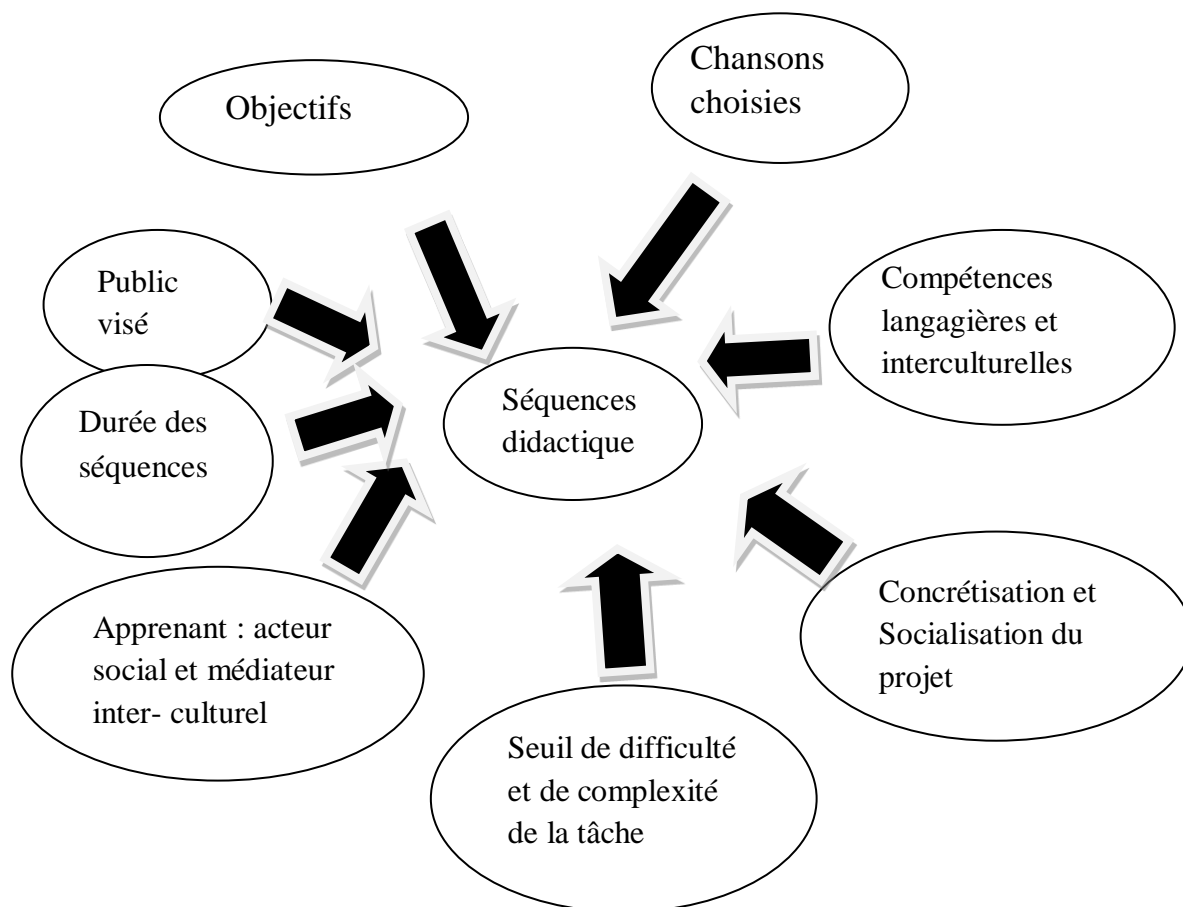 Objectifs
Chansons
choisies
Public
visé
Compétences
langagières et
interculturelles
Séquences
didactique
Durée des
séquences
Apprenant : acteur
social et médiateur
inter- culturel
Concrétisation et
Socialisation du
projet
Seuil de difficulté
et de complexité
de la tâche